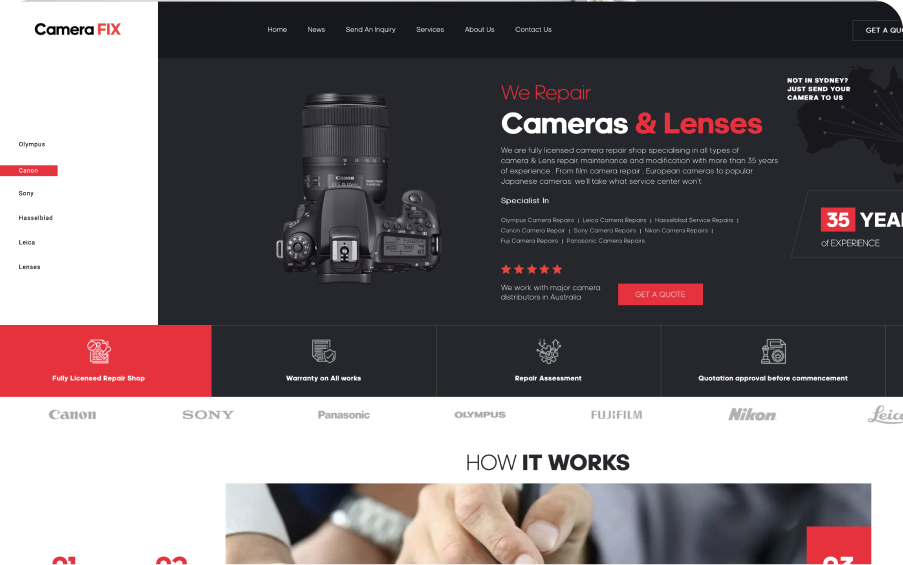 Camera FIX
Home News Send An Inquiry Services About Us Contact Us
GET A QU
Olympus
Canon
Sony
Hasselblad
Leica
Lenses
We Repair
Cameras & Lenses
We are fully licensed camera repair shop specialising in all types of
camera & Lens repair, maintenance and modification with more than 35 years
of experience . From film camera repair . European cameras to popular
Japanese cameras. we'll take what service center won't
Specialist In
Olympus Camera Repairs | Leica Camera Repairs | Hasselblad Service Repairs |
Canon Camera Repair | Sony Camera Repairs | Nikon Camera Repairs |
Fuji Camera Repairs | Panasonic Camera Repairs
We work with major camera
distributors in Australia
GET A QUOTE
NOT IN SYDNEY?
JUST SEND YOUR
CAMERA TO US
35 YEA
of EXPERIENCE
Canon
Fully Licensed Repair Shop
Warranty on All works
Repair Assessment
Quotation approval before commencement
Canon SONY Panasonic OLYMPUS FUJIFILM Nikon Leica
HOW IT WORKS
01 02 03